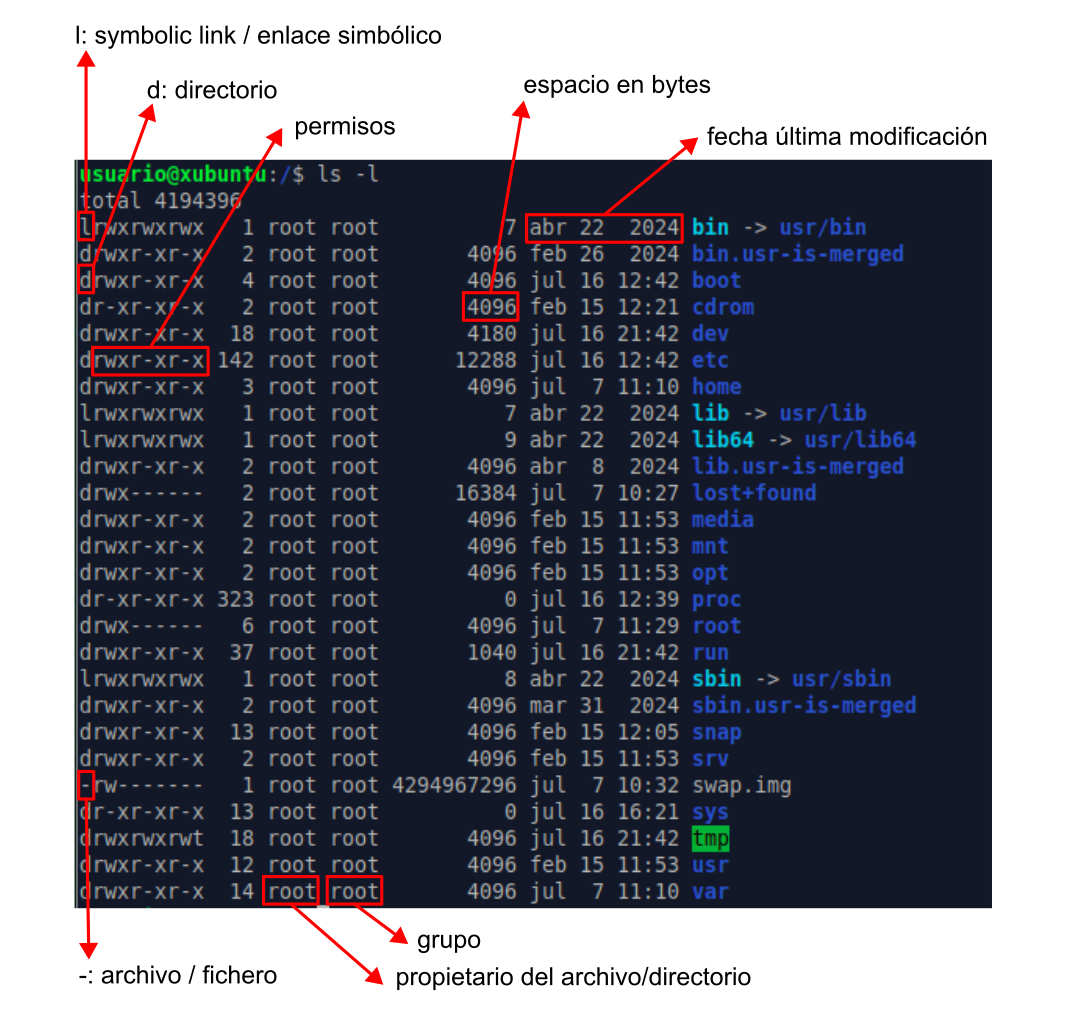 l: symbolic link / enlace simbólico
d: directorio
espacio en bytes
permisos
fecha última modificación
usuario@xubuntu:/$ ls -l
total 4194396
lrwxrwxrwx   1 root root          7 abr 22  2024 bin -> usr/bin
drwxr-xr-x   2 root root       4096 feb 26  2024 bin.usr-is-merged
drwxr-xr-x   4 root root       4096 jul 16 12:42 boot
dr-xr-xr-x   2 root root       4096 feb 15 12:21 cdrom
drwxr-xr-x  18 root root       4180 jul 16 21:42 dev
drwxr-xr-x 142 root root      12288 jul 16 12:42 etc
drwxr-xr-x   3 root root       4096 jul  7 11:10 home
lrwxrwxrwx   1 root root          7 abr 22  2024 lib -> usr/lib
lrwxrwxrwx   1 root root          9 abr 22  2024 lib64 -> usr/lib64
drwxr-xr-x   2 root root       4096 abr  8  2024 lib.usr-is-merged
drwx------   2 root root      16384 jul  7 10:27 lost+found
drwxr-xr-x   2 root root       4096 feb 15 11:53 media
drwxr-xr-x   2 root root       4096 feb 15 11:53 mnt
drwxr-xr-x   2 root root       4096 feb 15 11:53 opt
dr-xr-xr-x 323 root root          0 jul 16 12:39 proc
drwx------   6 root root       4096 jul  7 11:29 root
drwxr-xr-x  37 root root       1040 jul 16 21:42 run
lrwxrwxrwx   1 root root          8 abr 22  2024 sbin -> usr/sbin
drwxr-xr-x   2 root root       4096 mar 31  2024 sbin.usr-is-merged
drwxr-xr-x  13 root root       4096 feb 15 12:05 snap
drwxr-xr-x   2 root root       4096 feb 15 11:53 srv
-rw-------   1 root root 4294967296 jul  7 10:32 swap.img
dr-xr-xr-x  13 root root          0 jul 16 16:21 sys
drwxrwxrwt  18 root root       4096 jul 16 21:42 tmp
drwxr-xr-x  12 root root       4096 feb 15 11:53 usr
drwxr-xr-x  14 root root       4096 jul  7 11:10 var
grupo
-: archivo / fichero
propietario del archivo/directorio